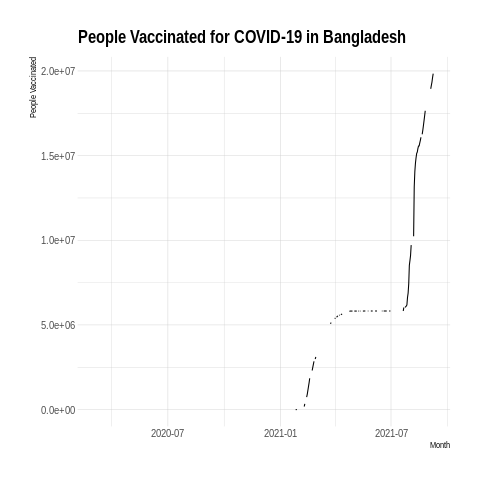 People Vaccinated for COVID-19 in Bangladesh
People Vaccinated
2.0e+07
1.5e+07
1.0e+07
5.0e+06
0.0e+00
2020-07
2021-01
2021-07
Month